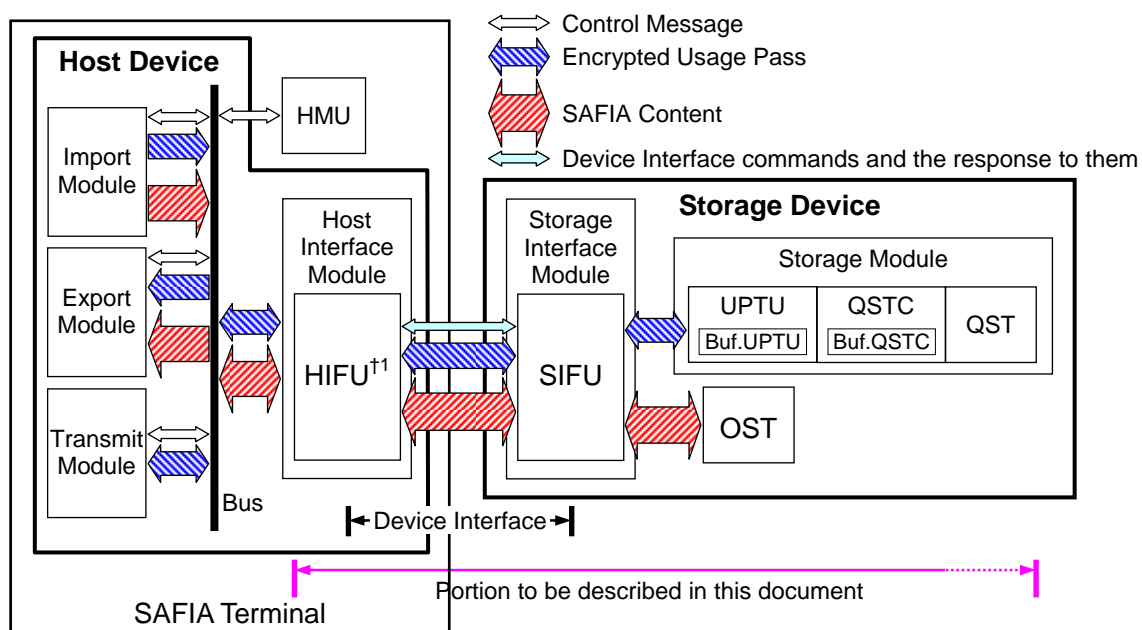 Control Message
Encrypted Usage Pass
SAFIA Content
Device Interface commands and the response to them
Host Device
HMU
Import
Module
Export
Module
Transmit
Module
Bus
Host
Interface
Module
HIFU†1
Storage Device
Storage
Interface
Module
SIFU
Storage Module
UPTU
Buf.UPTU
QSTC
Buf.QSTC
QST
OST
Device Interface
Portion to be described in this document
SAFIA Terminal